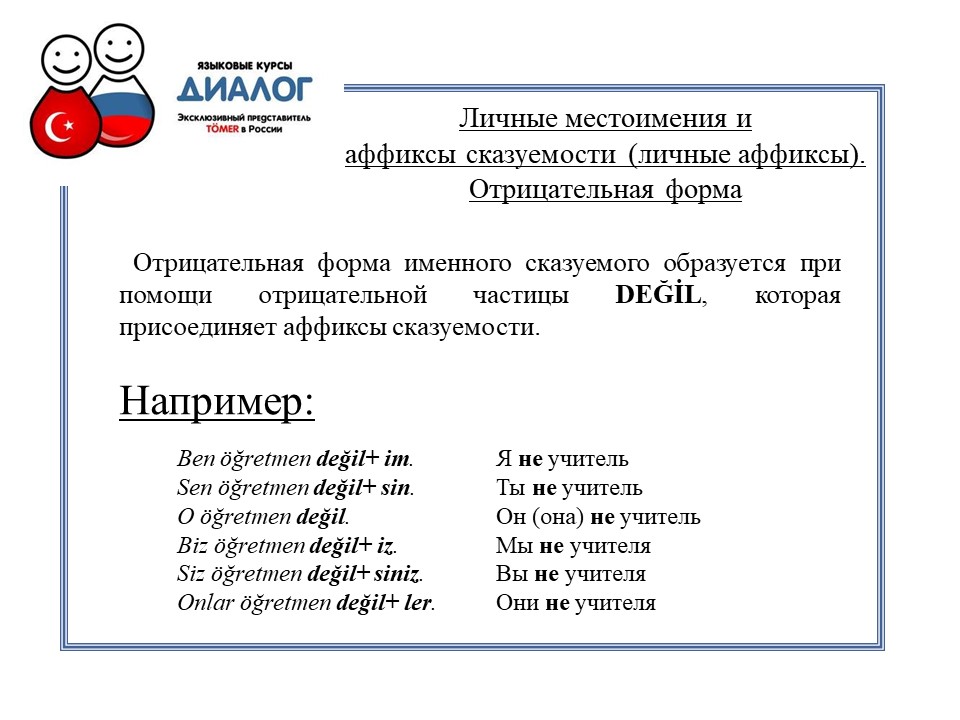 ЯЗЫКОВЫЕ КУРСЫ
ДИАЛОГ
Эксклюзивный представитель
TÖMER в России
Личные местоимения и
аффиксы сказуемости (личные аффиксы).
Отрицательная форма
Отрицательная форма именного сказуемого образуется при
помощи отрицательной частицы DEĞİL, которая
присоединяет аффиксы сказуемости.
Например:
Ben öğretmen değil+ im. Я не учитель
Sen öğretmen değil+ sin. Ты не учитель
O öğretmen değil. Он (она) не учитель
Biz öğretmen değil+ iz. Мы не учителя
Siz öğretmen değil+ siniz. Вы не учителя
Onlar öğretmen değil+ ler. Они не учителя